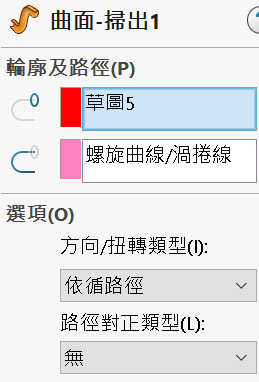 曲面-掃出1
輪廓及路徑(P)
草圖5
螺旋曲線/渦捲線
選項(O)
方向/扭轉類型(I):
依循路徑
路徑對正類型(L):
無